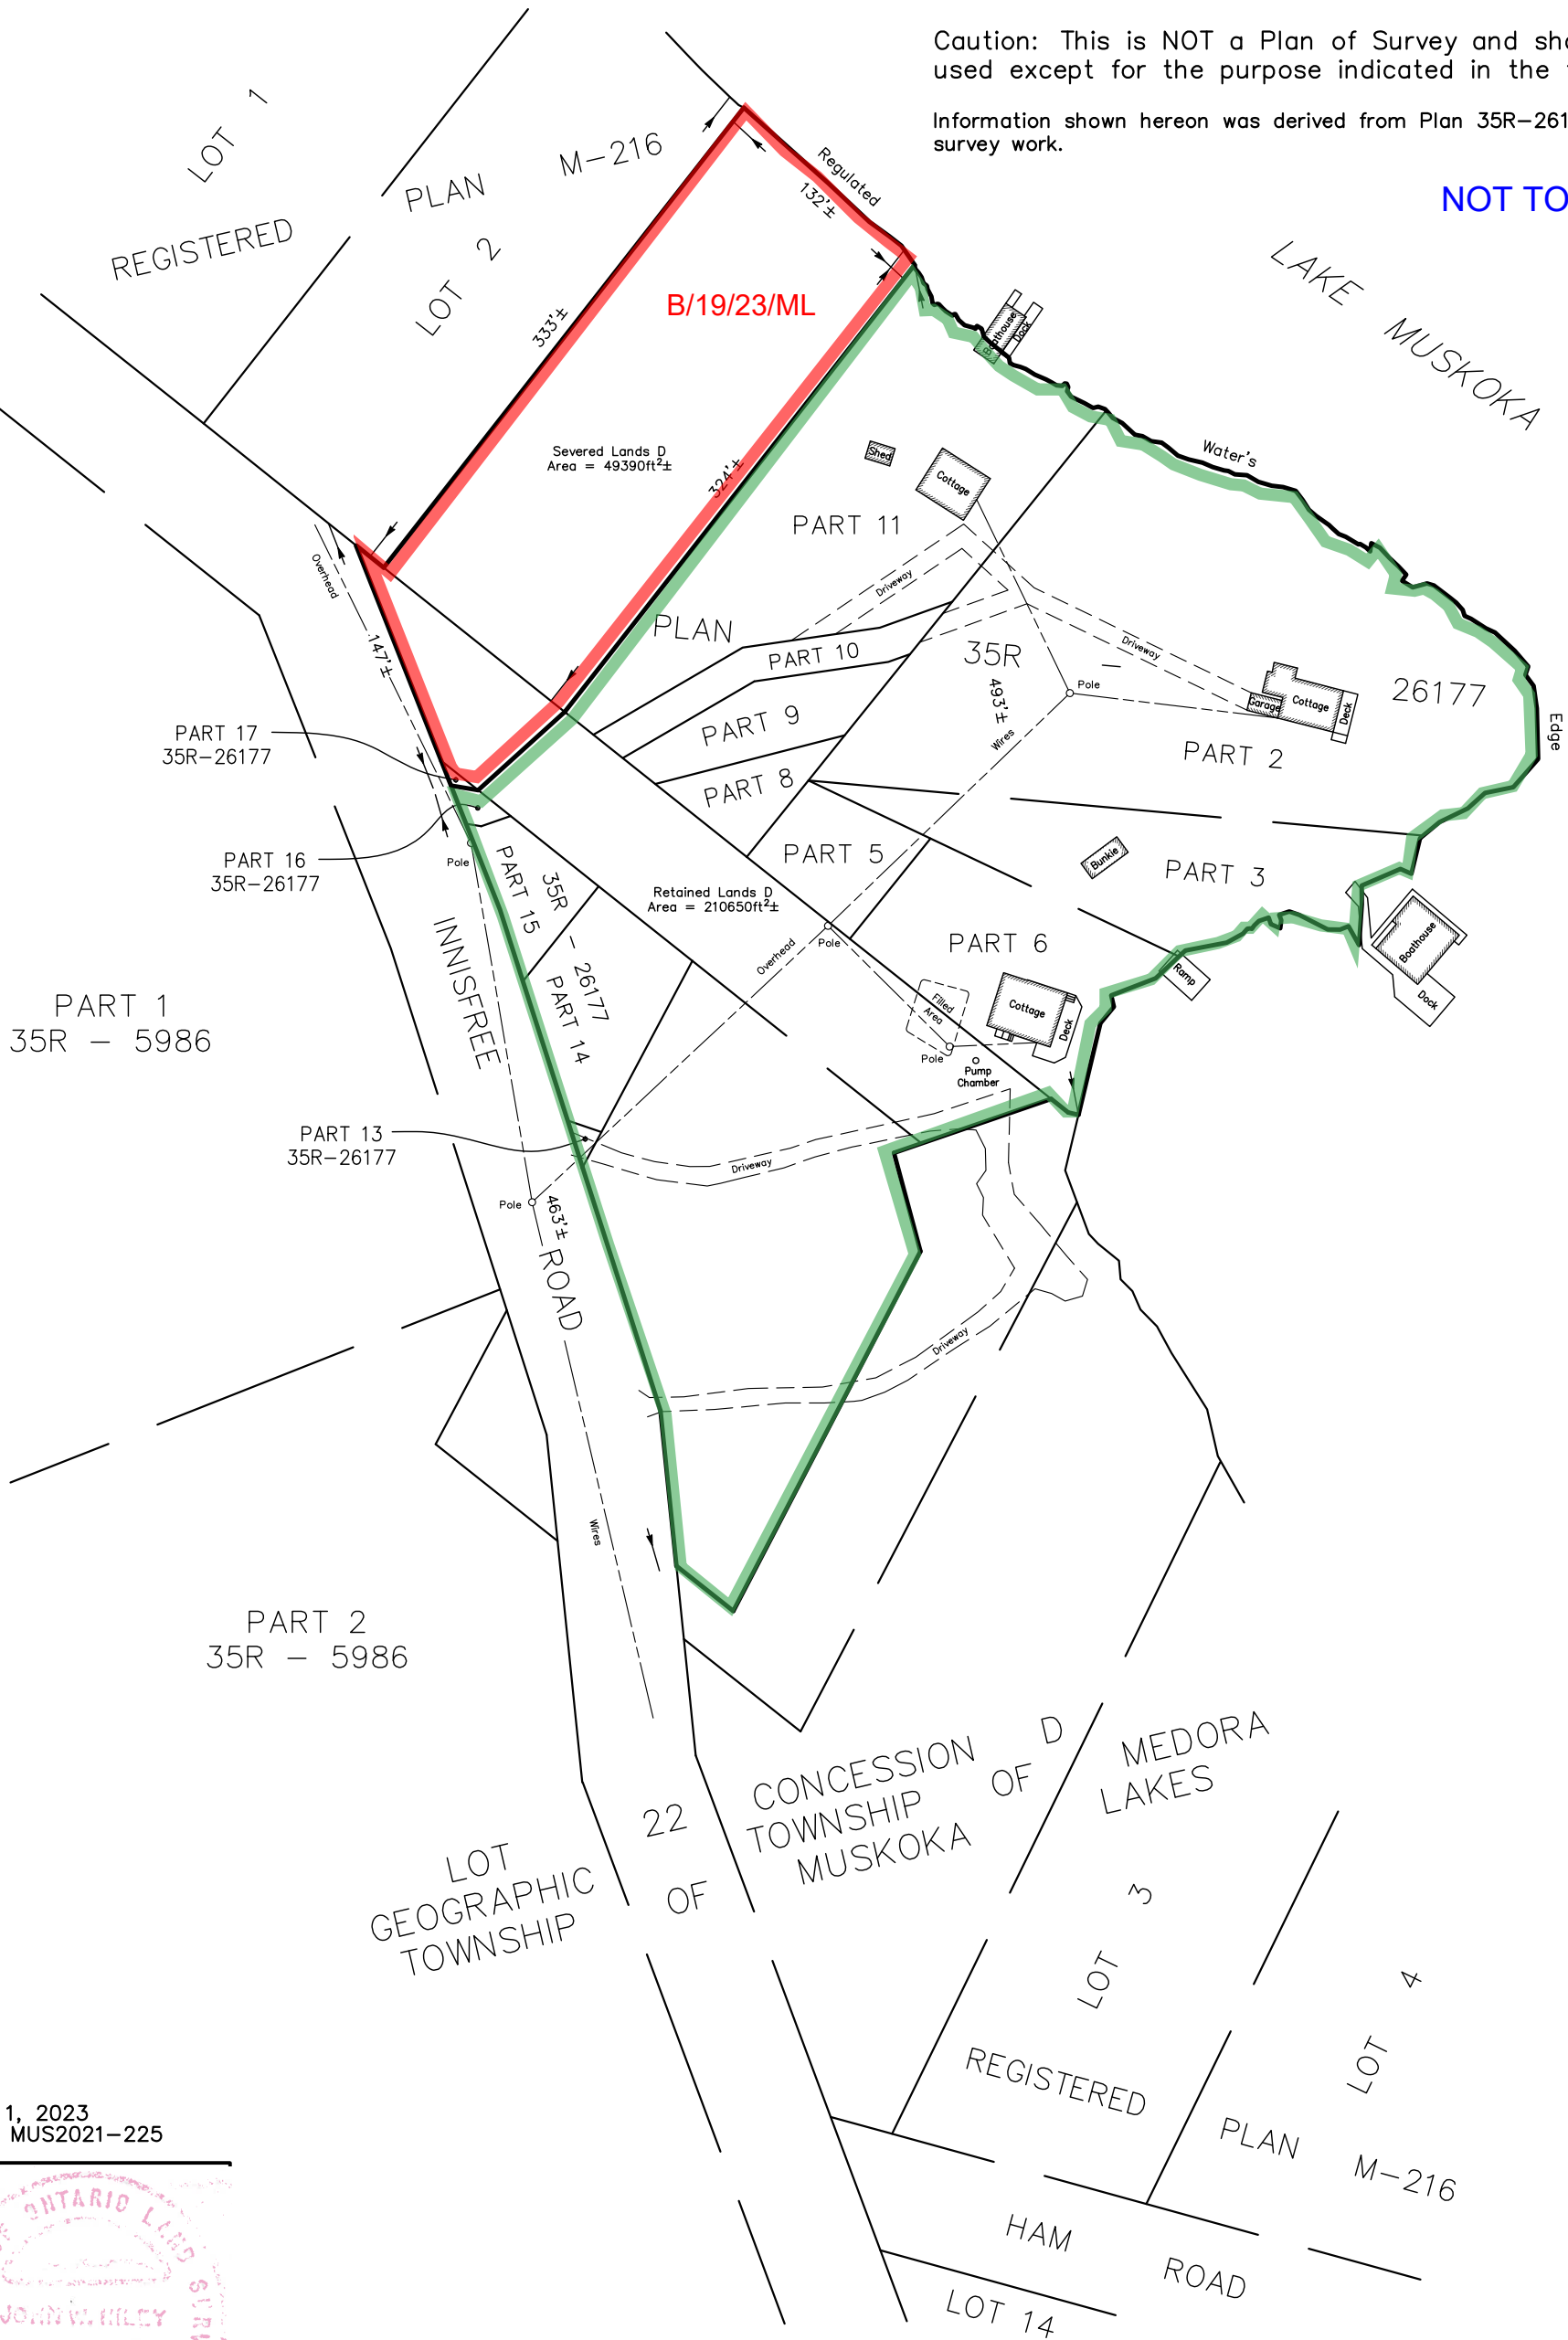 Caution: This is NOT a Plan of Survey and
used except for the purpose indicated in the
Information shown hereon was derived from Plan 35R-261
survey work.
NOT TO
LOT 1
REGISTERED
PLAN
M-216
LOT 2
LAKE
MUSKOKA
Regulated
132'±
333'±
B/19/23/ML
Boathouse
Dock
Water's
Edge
Severed Lands D
Area = 49390ft²±
324'±
Shed
Cottage
PART 11
Overhead
147'±
Driveway
PLAN
PART 10
35R
26177
Driveway
493'±
Pole
Garage
Cottage
Deck
PART 17
35R-26177
PART 9
Wires
PART 2
PART 8
PART 16
35R-26177
Pole
PART 15
35R - 26177
PART 5
Bunkie
PART 3
Retained Lands D
Area = 210650ft²±
Overhead
Pole
PART 6
Boathouse
Dock
Ramp
INNISFREE
PART 14
Filled
Area
Cottage
Deck
Pole
Pump
Chamber
PART 1
35R - 5986
PART 13
35R-26177
Driveway
Pole
463'±
ROAD
Driveway
Wires
PART 2
35R - 5986
LOT 22 CONCESSION D
GEOGRAPHIC TOWNSHIP OF MEDORA
TOWNSHIP OF MUSKOKA LAKES
LOT 3
LOT 4
REGISTERED
PLAN
M-216
HAM
ROAD
LOT 14
1, 2023
MUS2021-225
ONTARIO LAND
JOHN W. HILEY